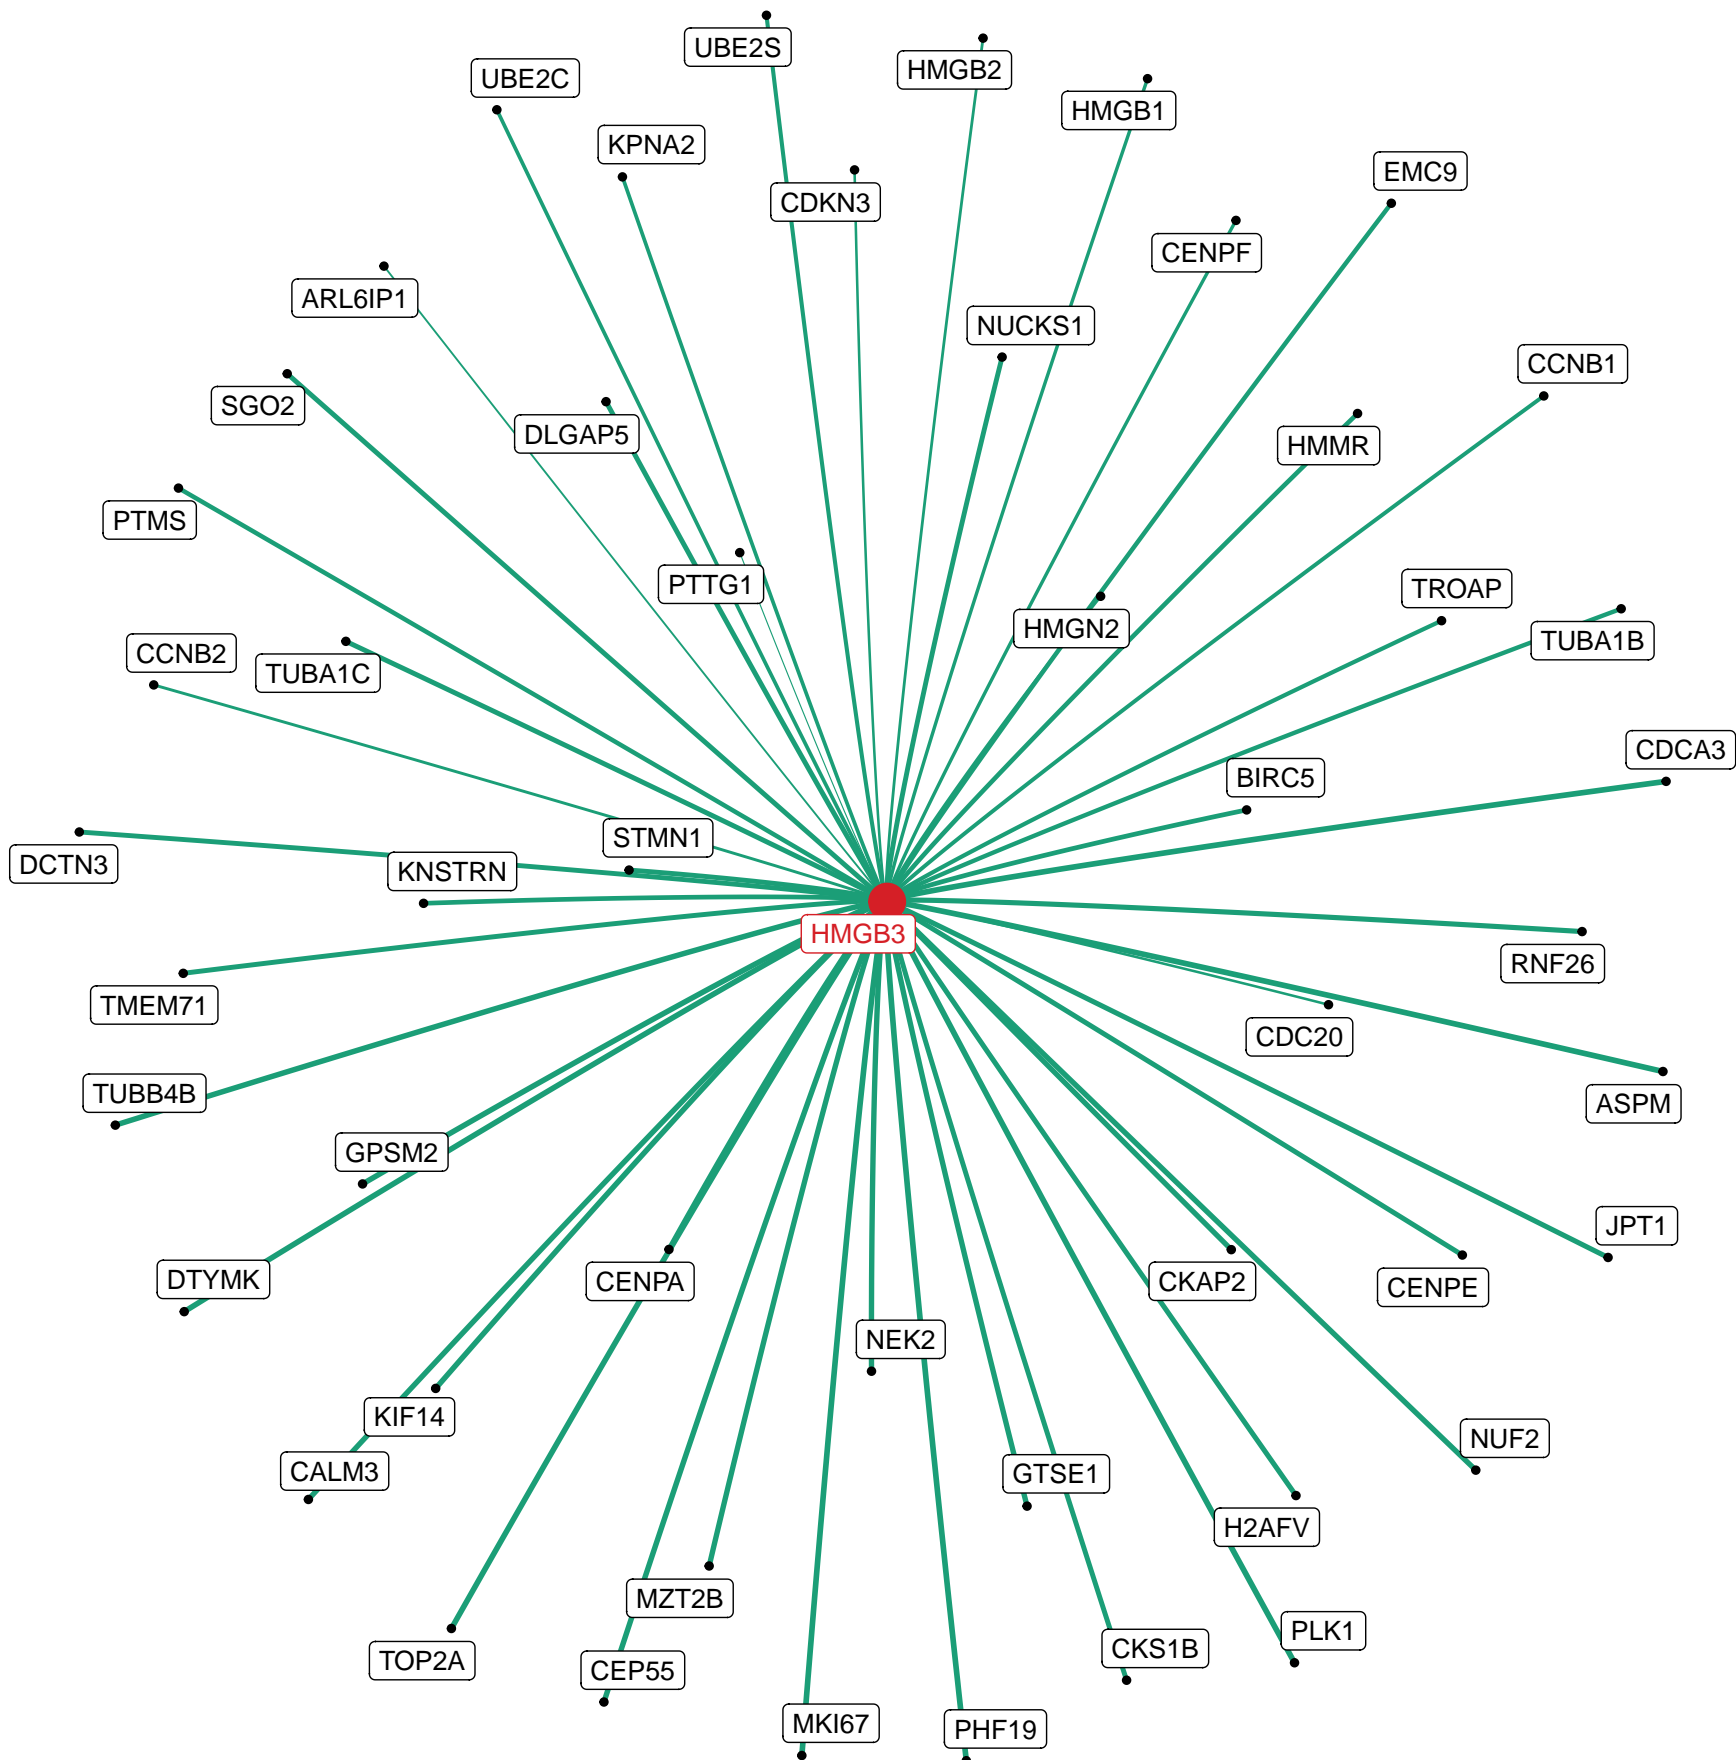 UBE2S
HMGB2
UBE2C
HMGB1
KPNA2
EMC9
CDKN3
CENPF
ARL6IP1
NUCKS1
CCNB1
SGO2
DLGAP5
HMMR
PTMS
PTTG1
TROAP
HMGN2
TUBA1B
CCNB2
TUBA1C
CDCA3
BIRC5
STMN1
DCTN3
KNSTRN
HMGB3
RNF26
TMEM71
CDC20
TUBB4B
ASPM
GPSM2
JPT1
DTYMK
CENPA
CKAP2
CENPE
NEK2
KIF14
NUF2
CALM3
GTSE1
H2AFV
MZT2B
PLK1
TOP2A
CEP55
CKS1B
MKI67
PHF19